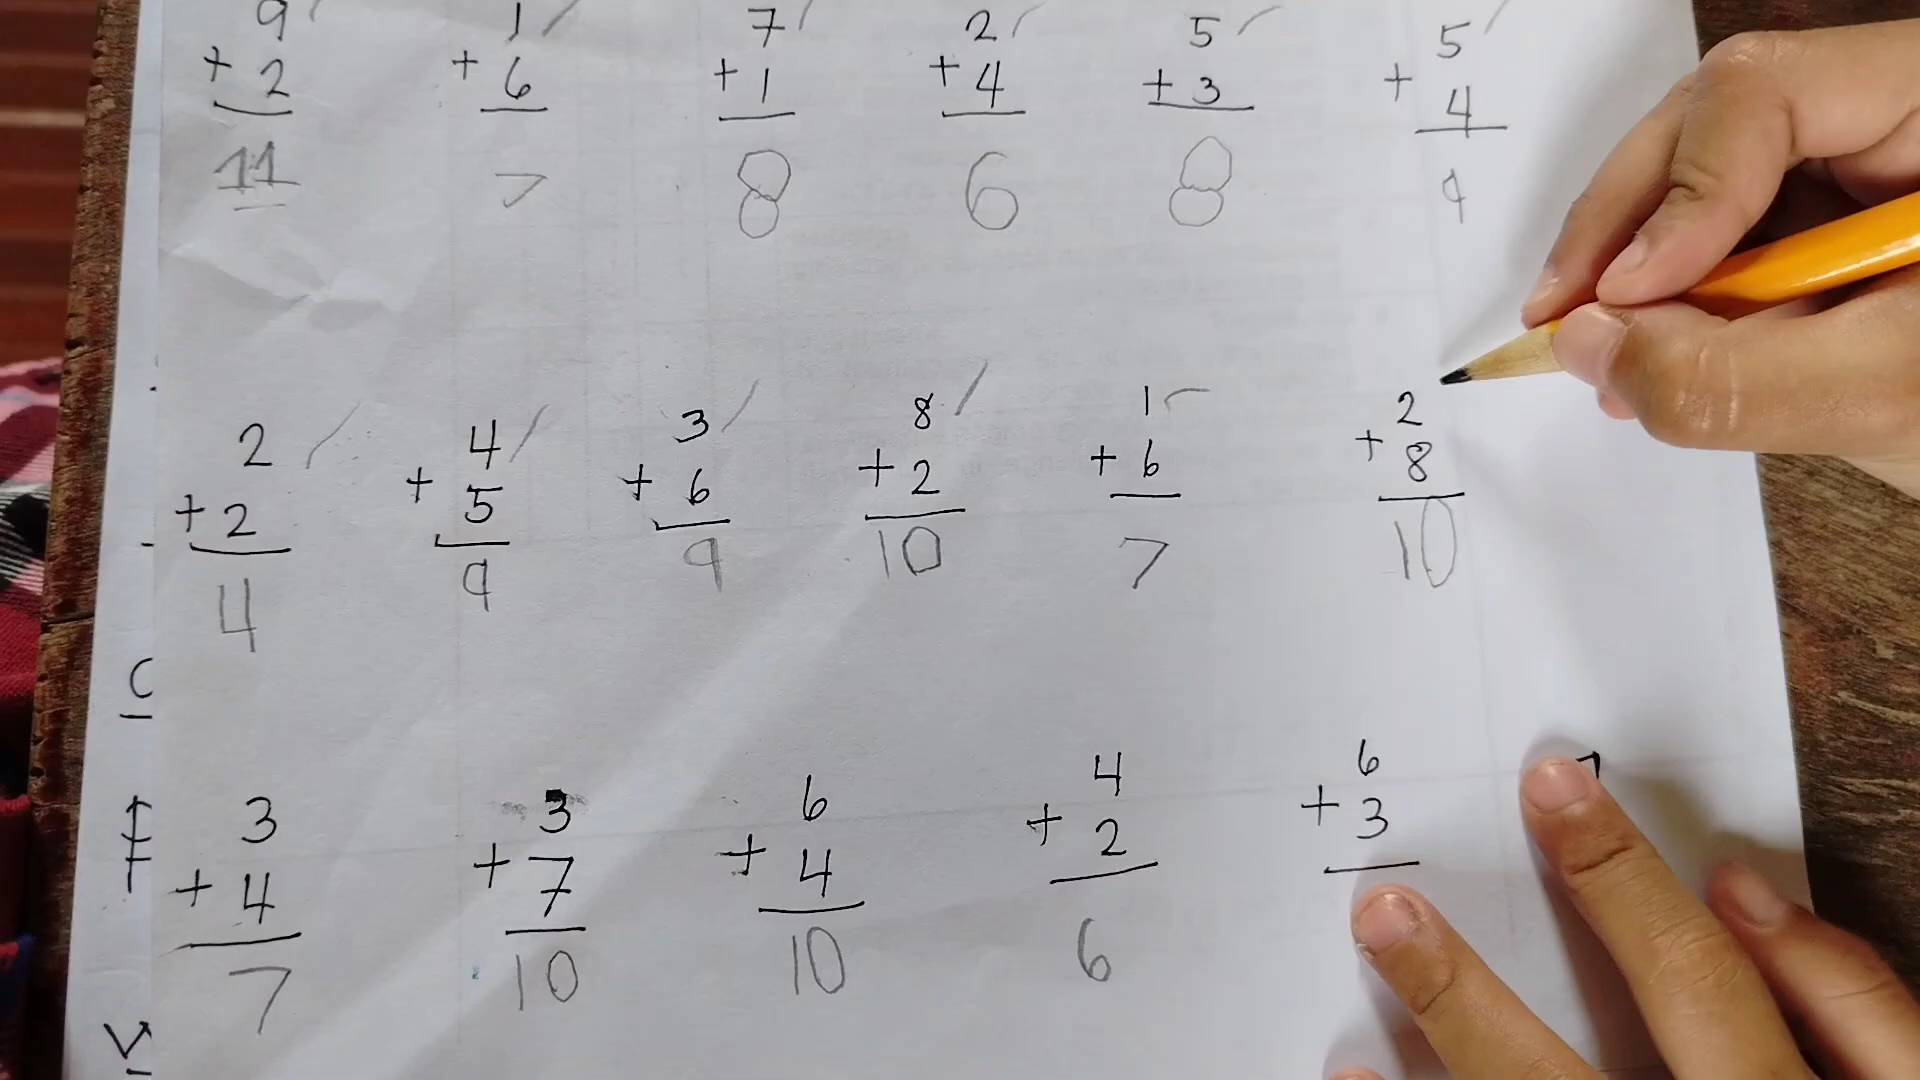 9 1 7 2 5 5
+ 2 + 6 + 1 + 4 + 3 + 4
11 7 8 6 8 9
2 4 3 8 1 2
+ 2 + 5 + 6 + 2 + 6 + 8
4 9 9 10 7 10
3 3 6 4 6
+ 4 + 7 + 4 + 2 + 3
7 10 10 6